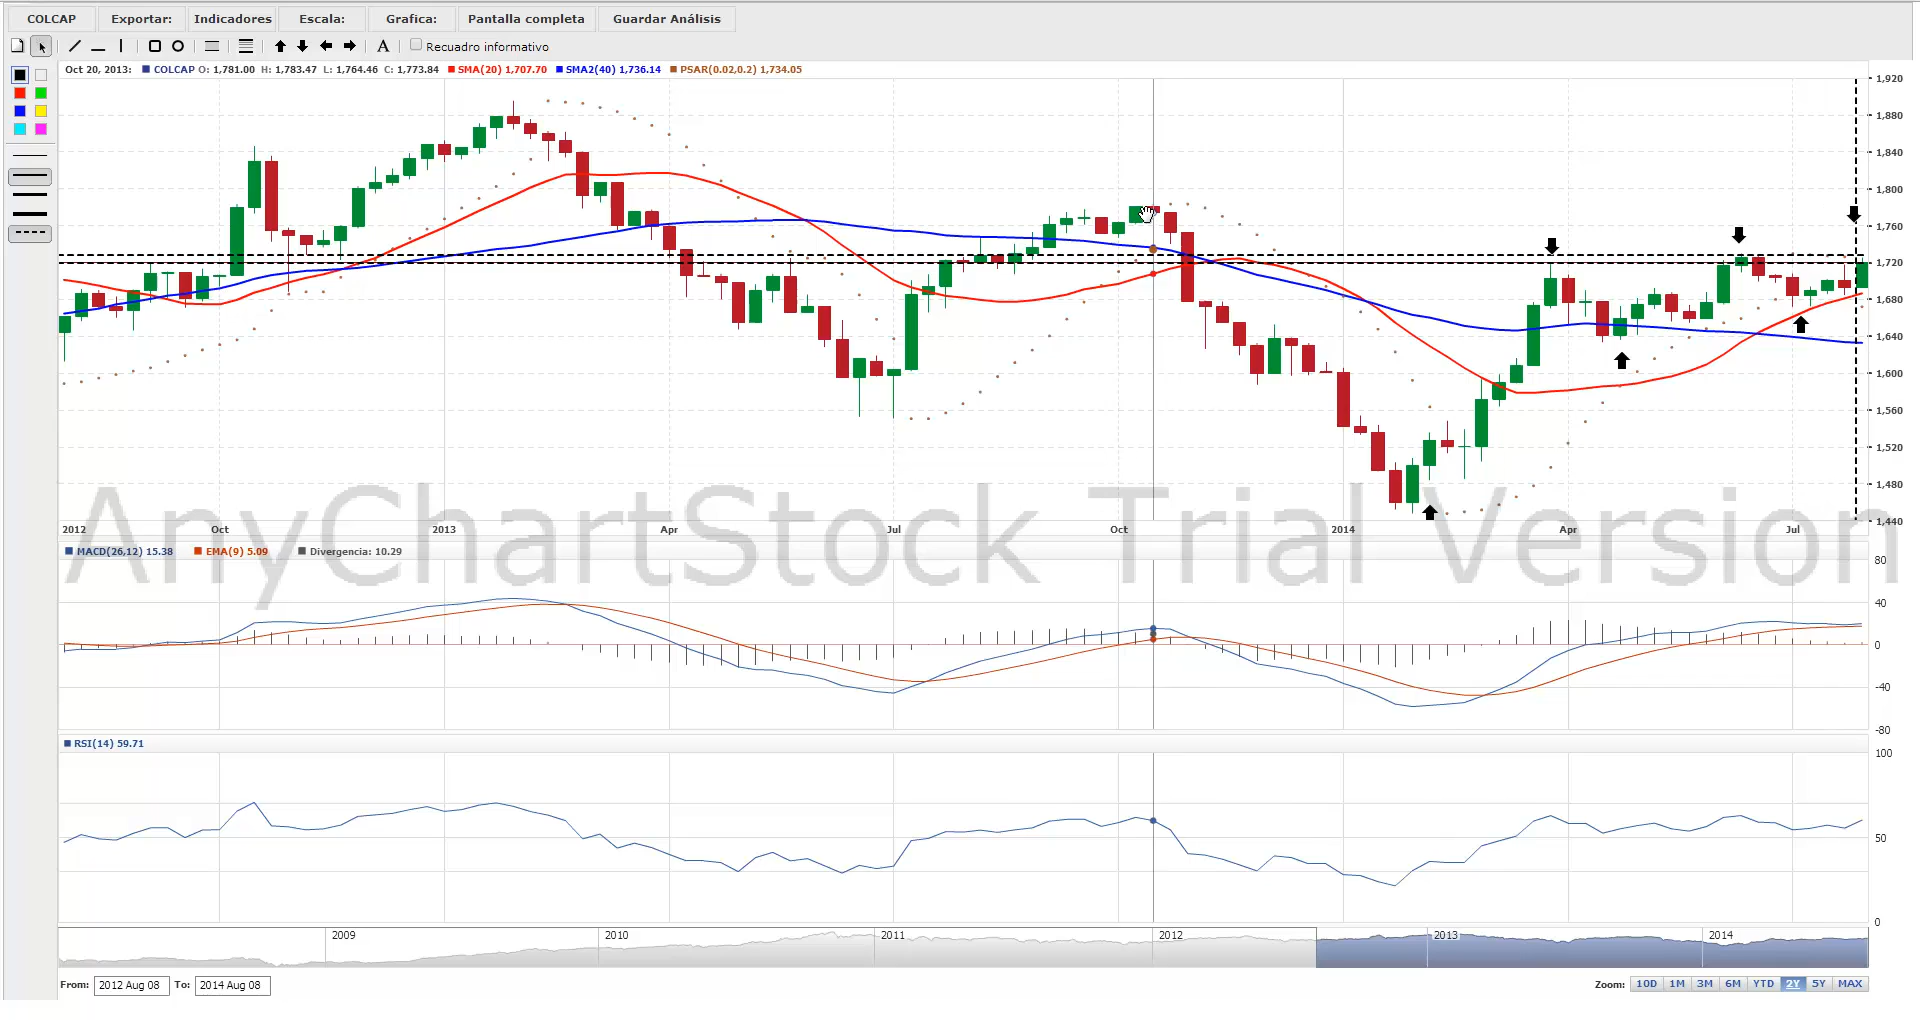 COLCAP Exportar: Indicadores Escala: Grafica: Pantalla completa Guardar Análisis
A Recuadro informativo
Oct 20, 2013: COLCAP O: 1,781.00 H: 1,783.47 L: 1,764.46 C: 1,773.84 SMA(20) 1,707.70 SMA2(40) 1,736.14 PSAR(0.02,0.2) 1,734.05
1,920
1,880
1,840
1,800
1,760
1,720
1,680
1,640
1,600
1,560
1,520
1,480
1,440
2012 Oct 2013 Apr Jul Oct 2014 Apr Jul
AnyChartStock Trial Version
MACD(26,12) 15.38 EMA(9) 5.09 Divergencia: 10.29
80
40
0
-40
-80
RSI(14) 59.71
100
50
0
2009 2010 2011 2012 2013 2014
From: 2012 Aug 08 To: 2014 Aug 08 Zoom: 10D 1M 3M 6M YTD 2Y 5Y MAX